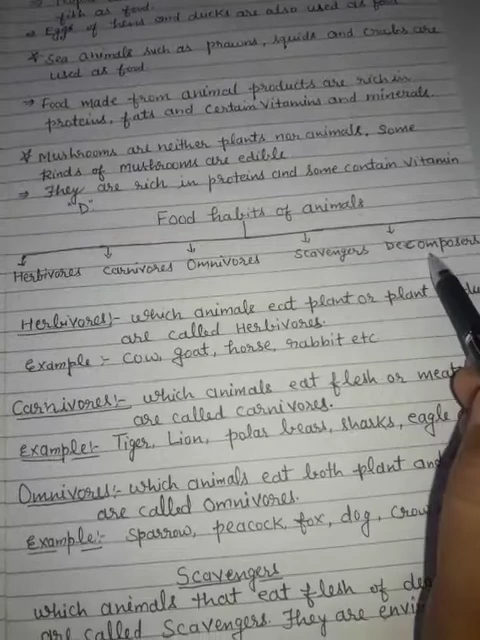 fish as food.
→ Eggs of hens and ducks are also used as food
* Sea animals such as prawns, squids and crabs are
used as food
→ Food made from animal products are rich in
proteins, fats and certain vitamins and minerals.
* Mushrooms are neither plants nor animals. Some
kinds of mushrooms are edible
→ They are rich in proteins and some contain vitamin
"D"
Food habits of animals
Herbivores Carnivores Omnivores Scavengers Decomposers
Herbivores:- which animals eat plant or plant
are called Herbivores.
Example :- cow, goat, horse, rabbit etc
Carnivores:- which animals eat flesh or meat
are called carnivores.
Example:- Tiger, Lion, polar bears, sharks, eagle
Omnivores:- which animals eat both plant and
are called Omnivores.
Example:- sparrow, peacock, fox, dog, crow
Scavengers
which animals that eat flesh of
are called Scavengers. They are